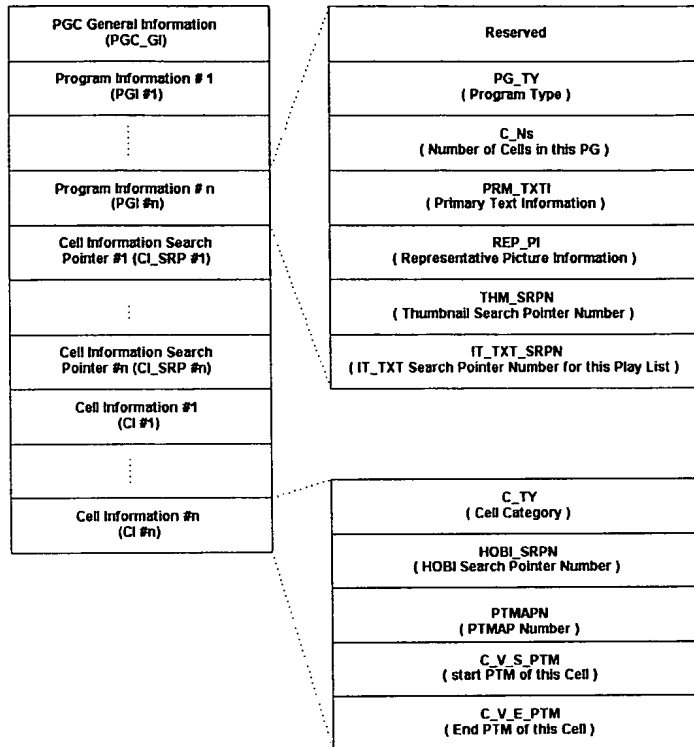 PGC General Information
(PGC_GI)
Program Information # 1
(PGI #1)
Program Information # n
(PGI #n)
Cell Information Search
Pointer #1 (CI_SRP #1)
Cell Information Search
Pointer #n (CI_SRP #n)
Cell Information #1
(CI #1)
Cell Information #n
(CI #n)
Reserved
PG_TY
( Program Type )
C_Ns
( Number of Cells in this PG )
PRM_TXTI
( Primary Text Information )
REP_PI
( Representative Picture Information )
THM_SRPN
( Thumbnail Search Pointer Number )
IT_TXT_SRPN
( IT_TXT Search Pointer Number for this Play List )
C_TY
( Cell Category )
HOBI_SRPN
( HOBI Search Pointer Number )
PTMAPN
( PTMAP Number )
C_V_S_PTM
( start PTM of this Cell )
C_V_E_PTM
( End PTM of this Cell )